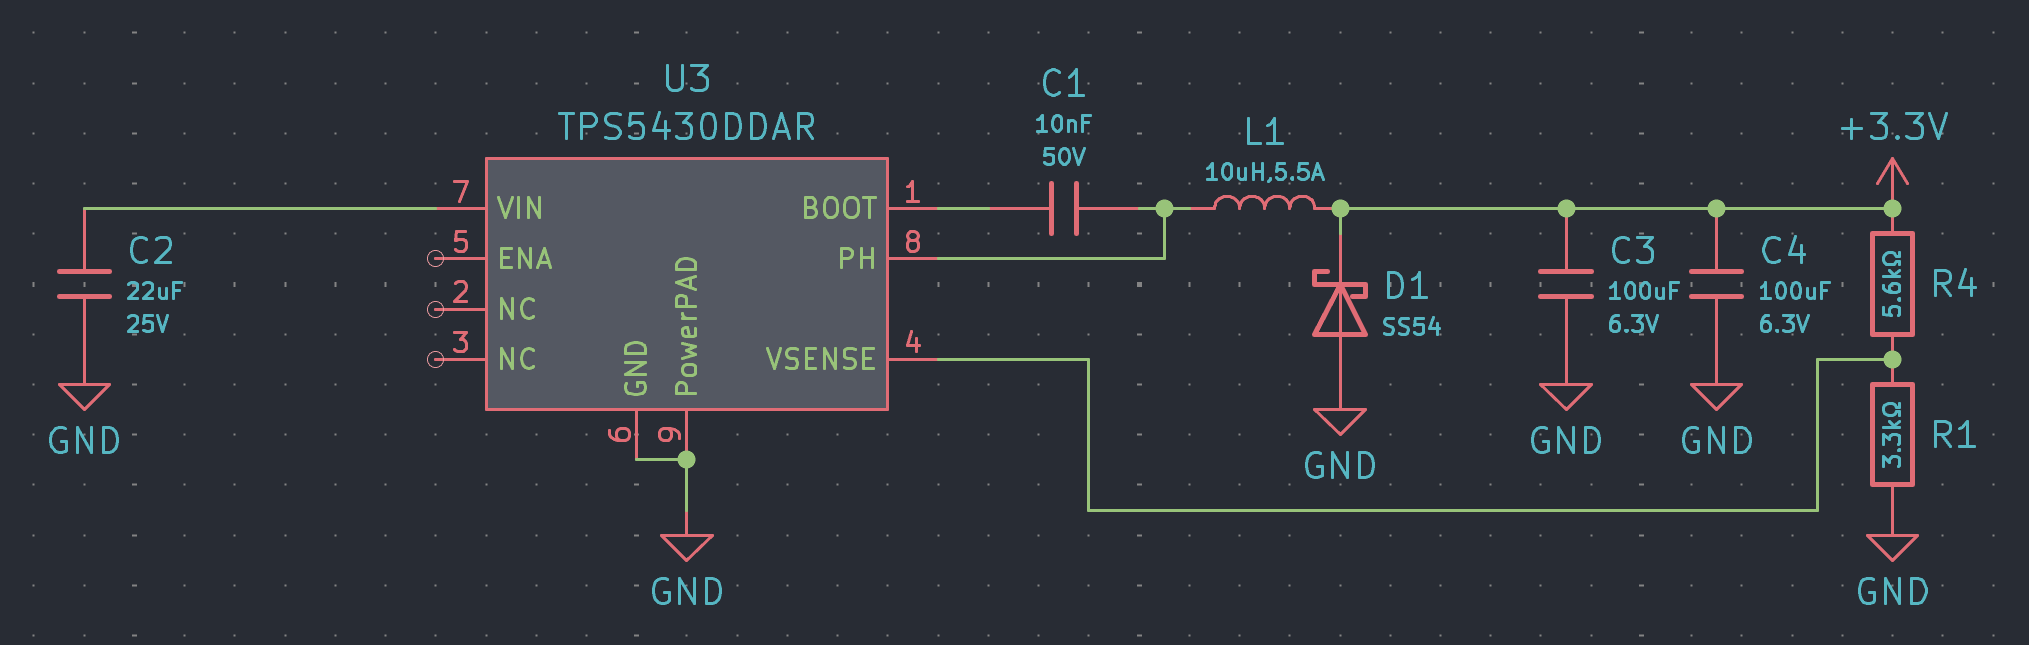 U3
TPS5430DDAR
7
VIN
5
ENA
2
NC
3
NC
GND
6
PowerPAD
9
BOOT
1
PH
8
VSENSE
4
C2
22uF
25V
GND
GND
C1
10nF
50V
L1
10uH,5.5A
D1
SS54
GND
C3
100uF
6.3V
GND
C4
100uF
6.3V
GND
+3.3V
5.6kΩ
R4
3.3kΩ
R1
GND